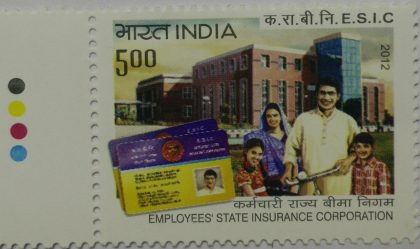 भारत INDIA
क.रा.बी.नि. E.S.I.C
5.00
2012
E S I C
कर्मचारी राज्य बीमा निगम
EMPLOYEES' STATE INSURANCE CORPORATION